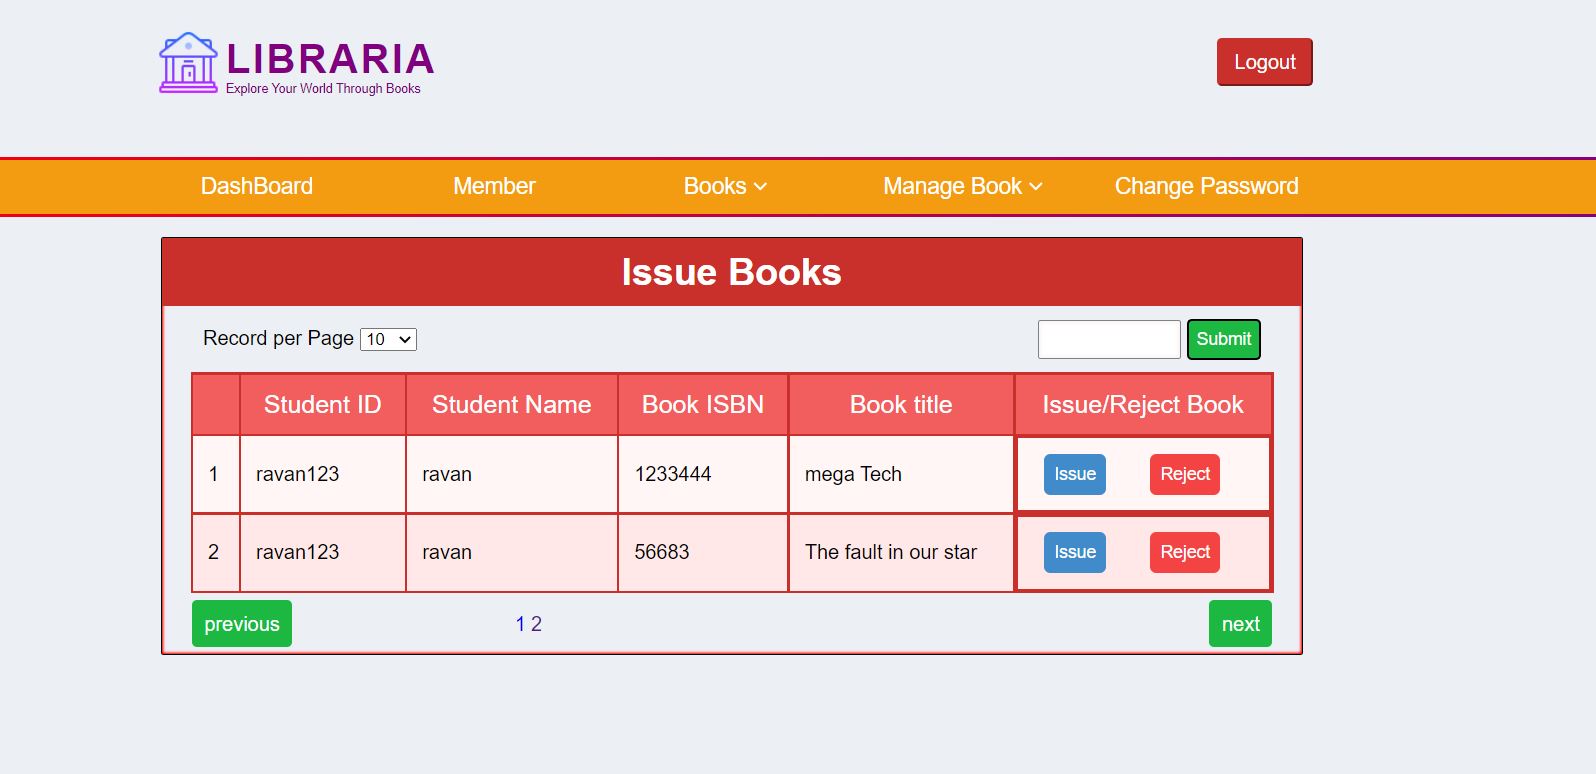 LIBRARIA
Explore Your World Through Books
Logout
DashBoard Member Books Manage Book Change Password
Issue Books
Record per Page 10 Submit
Student ID Student Name Book ISBN Book title Issue/Reject Book
1 ravan123 ravan 1233444 mega Tech Issue Reject
2 ravan123 ravan 56683 The fault in our star Issue Reject
previous 1 2 next